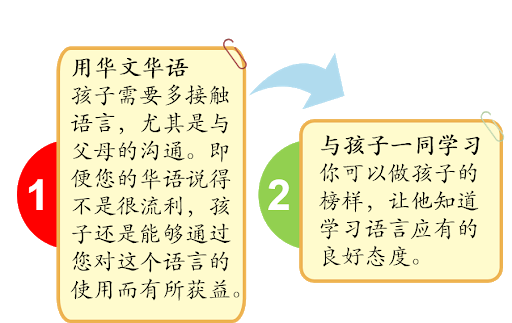 1
用华文华语
孩子需要多接触
语言，尤其是与
父母的沟通。即
便您的华语说得
不是很流利，孩
子还是能够通过
您对这个语言的
使用而有所获益。
2
与孩子一同学习
你可以做孩子的
榜样，让他知道
学习语言应有的
良好态度。